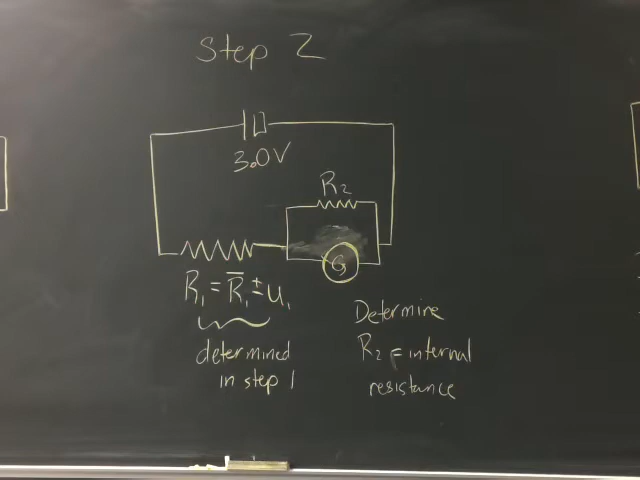 Step 2
3.0V
R₂
G
R₁ = R̅₁ ± u₁
determined
in step 1
Determine
R₂ = internal
resistance